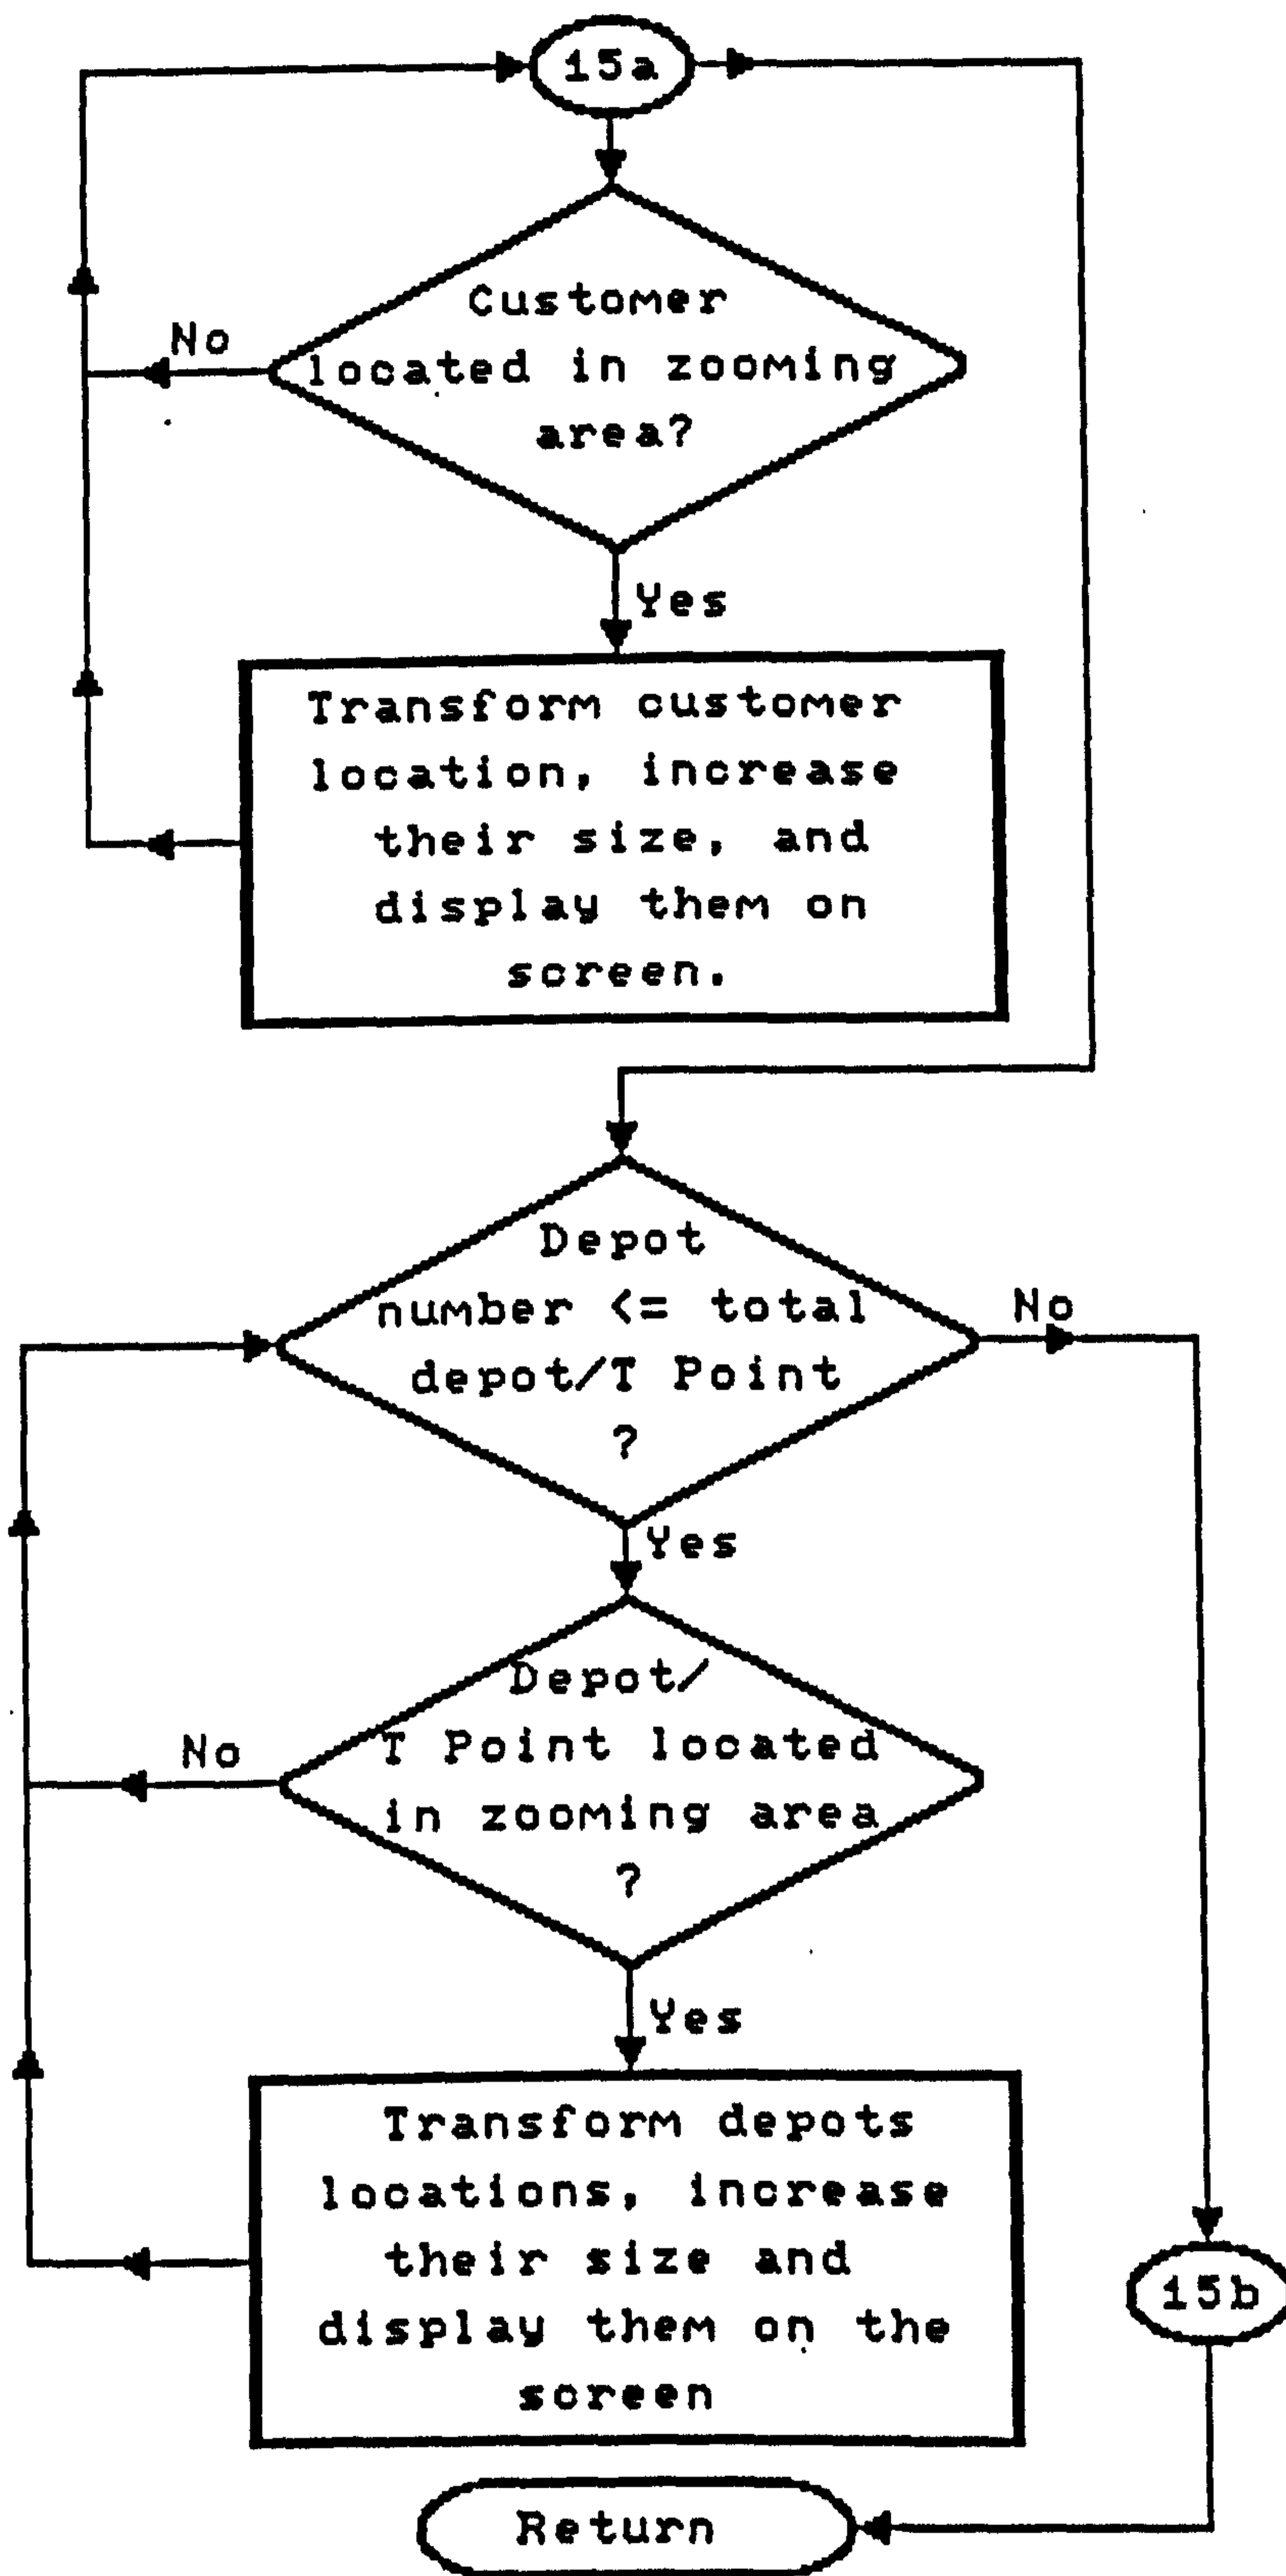 15a
Customer
located in zooming
area?
No
Yes
Transform customer
location, increase
their size, and
display them on
screen.
Depot
number <= total
depot/T Point
?
No
Yes
Depot/
T Point located
in zooming area
?
No
Yes
Transform depots
locations, increase
their size and
display them on the
screen
15b
Return